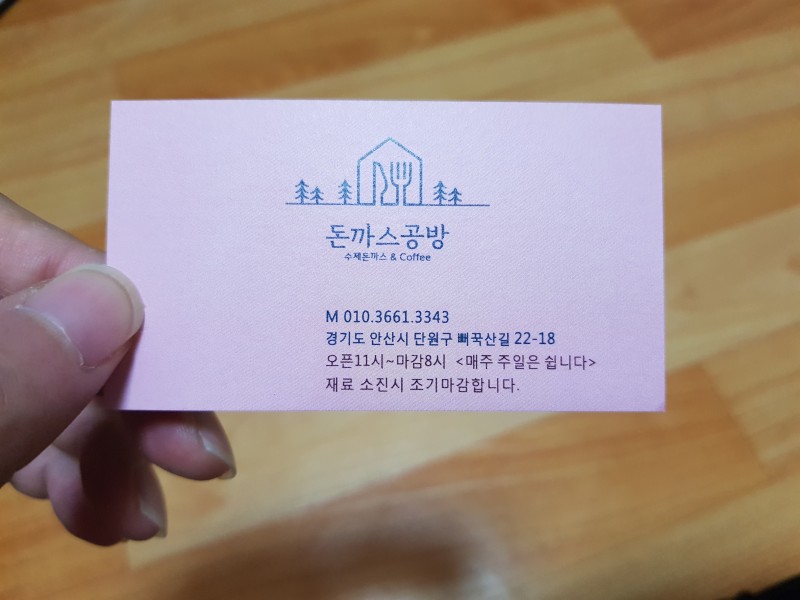 돈까스공방
수제돈까스 & Coffee
M 010.3661.3343
경기도 안산시 단원구 뻐꾹산길 22-18
오픈11시~마감8시 <매주 주일은 쉽니다>
재료 소진시 조기마감합니다.